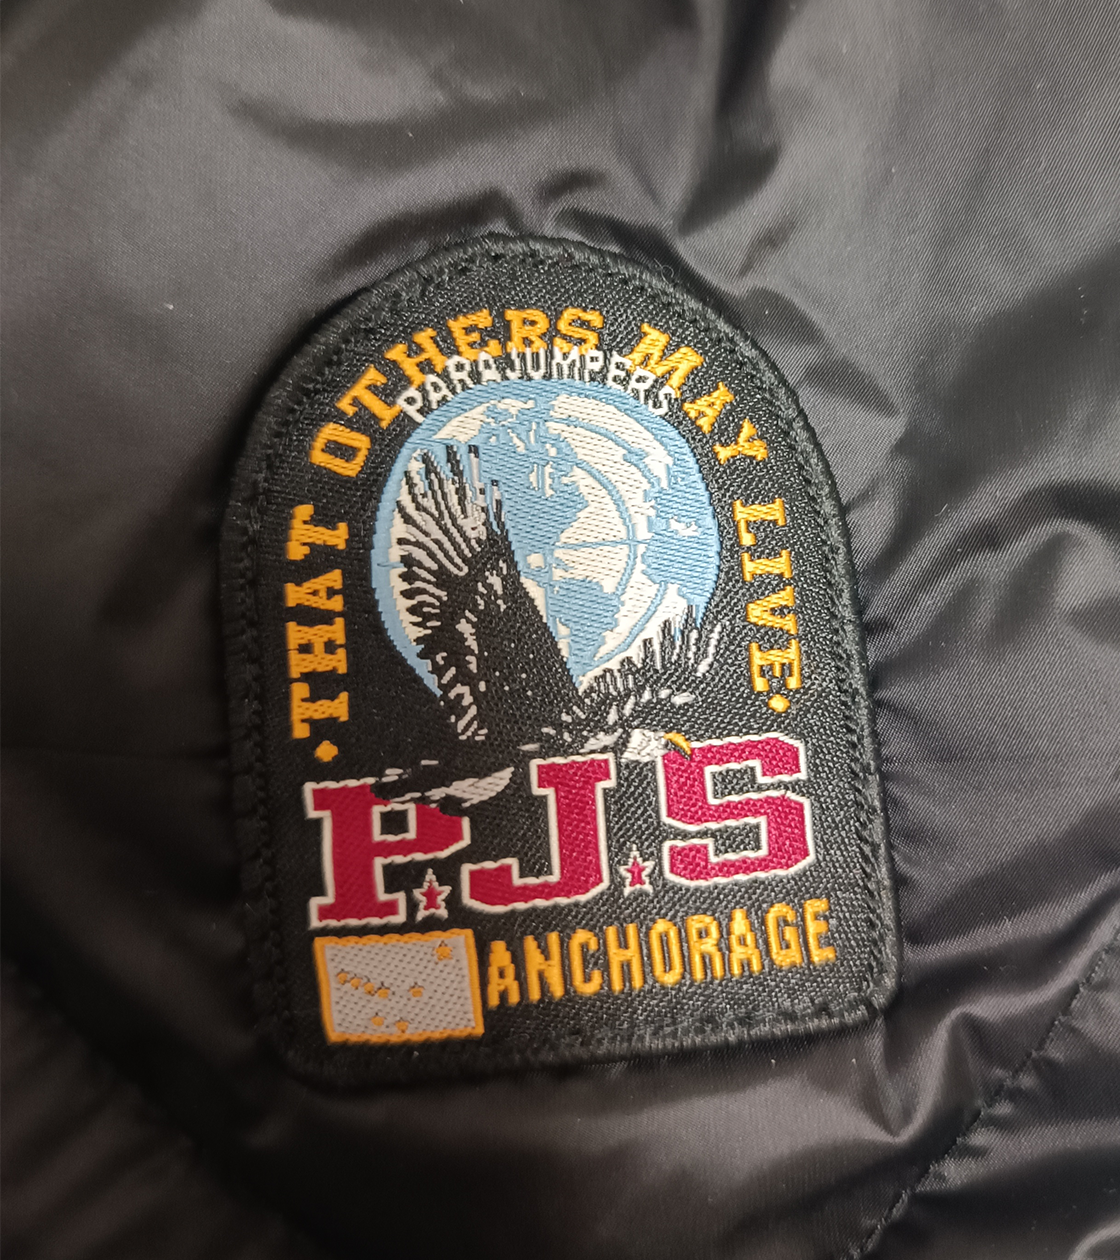 ·THAT OTHERS MAY LIVE·
PARAJUMPERS
P.J.S
ANCHORAGE